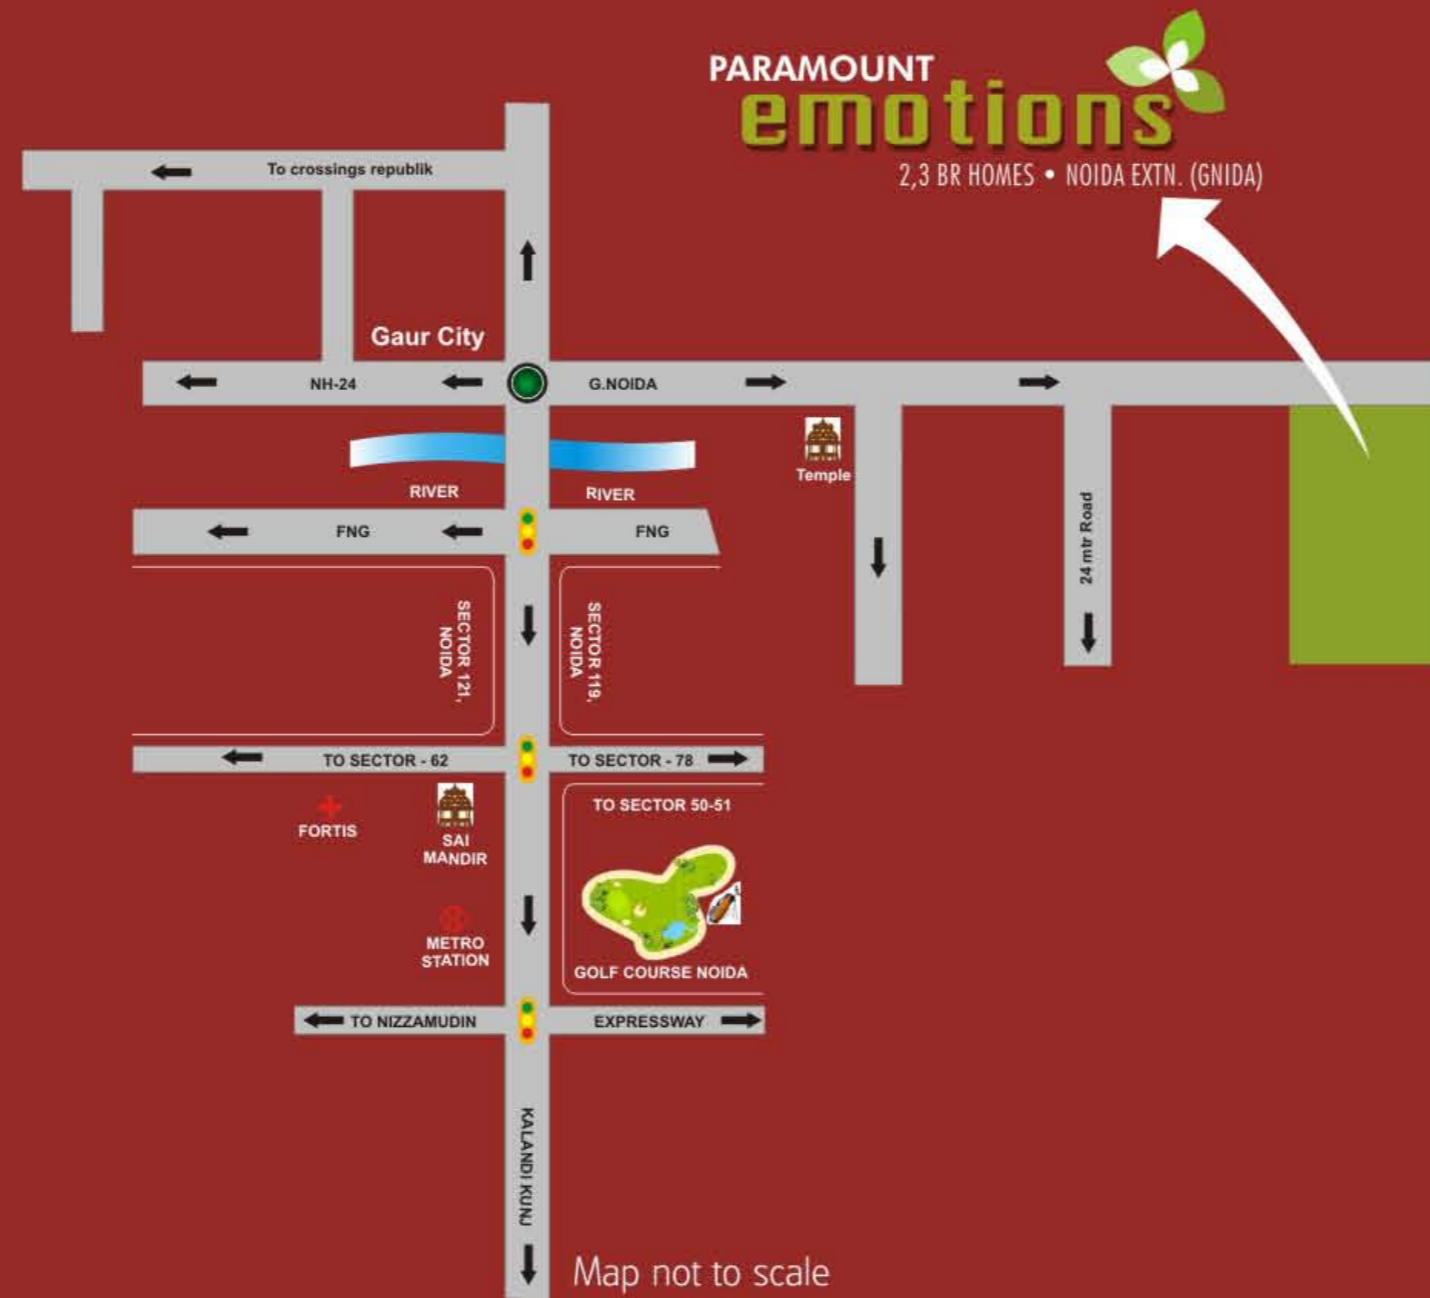 PARAMOUNT
emotions
2,3 BR HOMES • NOIDA EXTN. (GNIDA)
To crossings republik
Gaur City
NH-24
G.NOIDA
Temple
RIVER
RIVER
FNG
FNG
24 mtr Road
SECTOR 121,
NOIDA
SECTOR 119,
NOIDA
TO SECTOR - 62
TO SECTOR - 78
TO SECTOR 50-51
FORTIS
SAI
MANDIR
METRO
STATION
GOLF COURSE NOIDA
TO NIZZAMUDIN
EXPRESSWAY
KALANDI KUNJ
Map not to scale